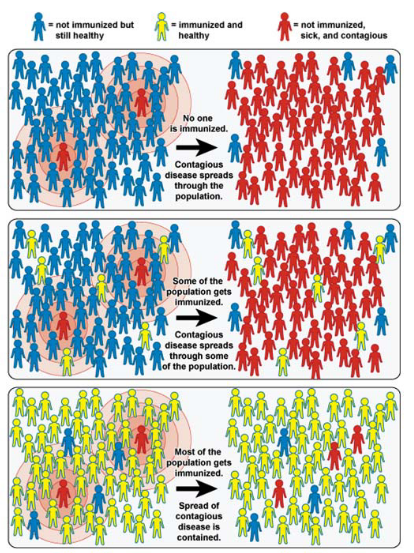 = not immunized but
still healthy
= immunized and
healthy
= not immunized,
sick, and contagious
No one
is immunized.
Contagious
disease spreads
through the
population.
Some of the
population gets
immunized.
Contagious
disease spreads
through some
of the population.
Most of the
population gets
immunized.
Spread of
contagious
disease is
contained.